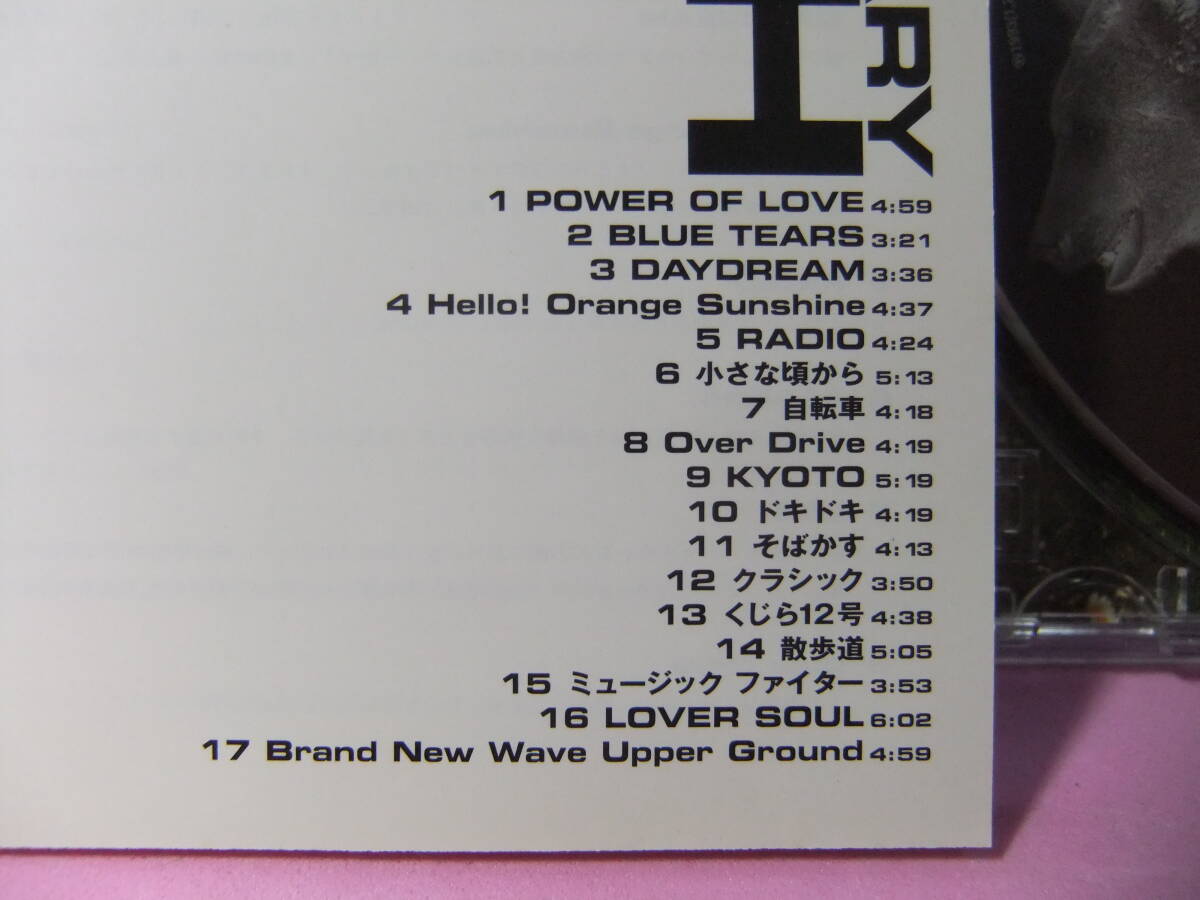 ARY
H
1 POWER OF LOVE 4:59
2 BLUE TEARS 3:21
3 DAYDREAM 3:36
4 Hello! Orange Sunshine 4:37
5 RADIO 4:24
6 小さな頃から 5:13
7 自転車 4:18
8 Over Drive 4:19
9 KYOTO 5:19
10 ドキドキ 4:19
11 そばかす 4:13
12 クラシック 3:50
13 くじら12号 4:38
14 散歩道 5:05
15 ミュージック ファイター 3:53
16 LOVER SOUL 6:02
17 Brand New Wave Upper Ground 4:59